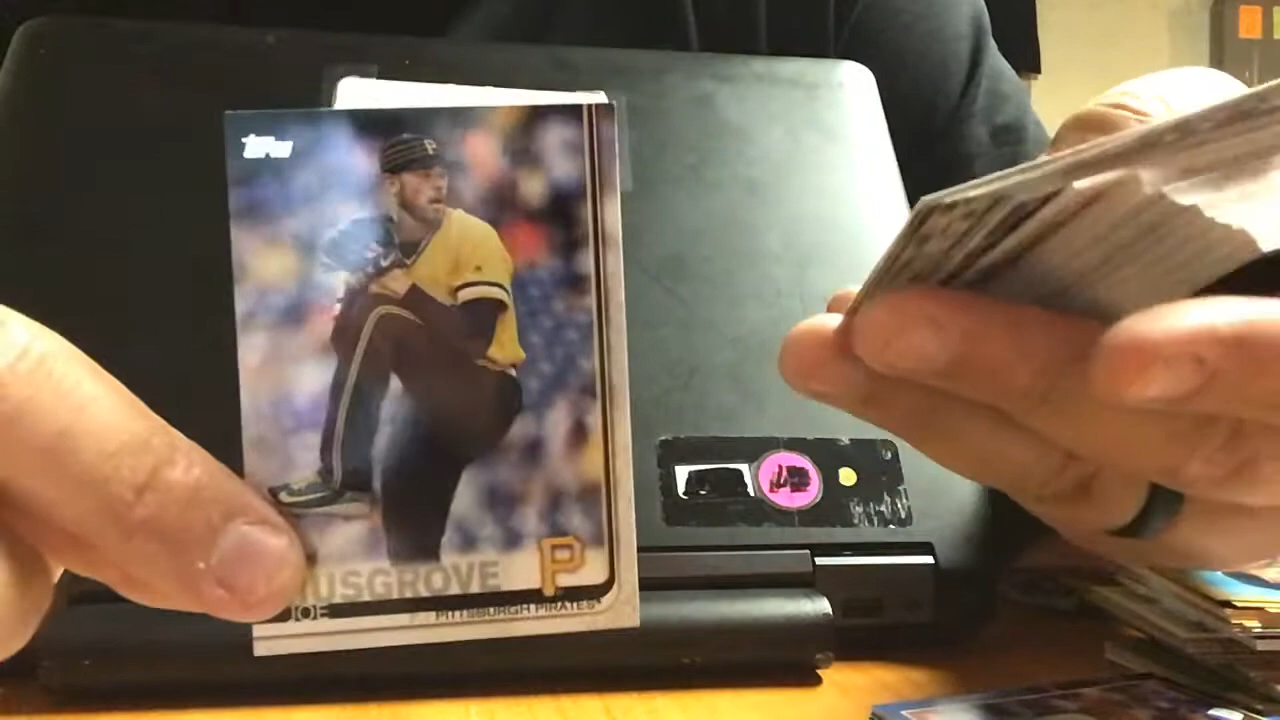 Topps
P
USGROVE
P
JOE
PITTSBURGH PIRATES